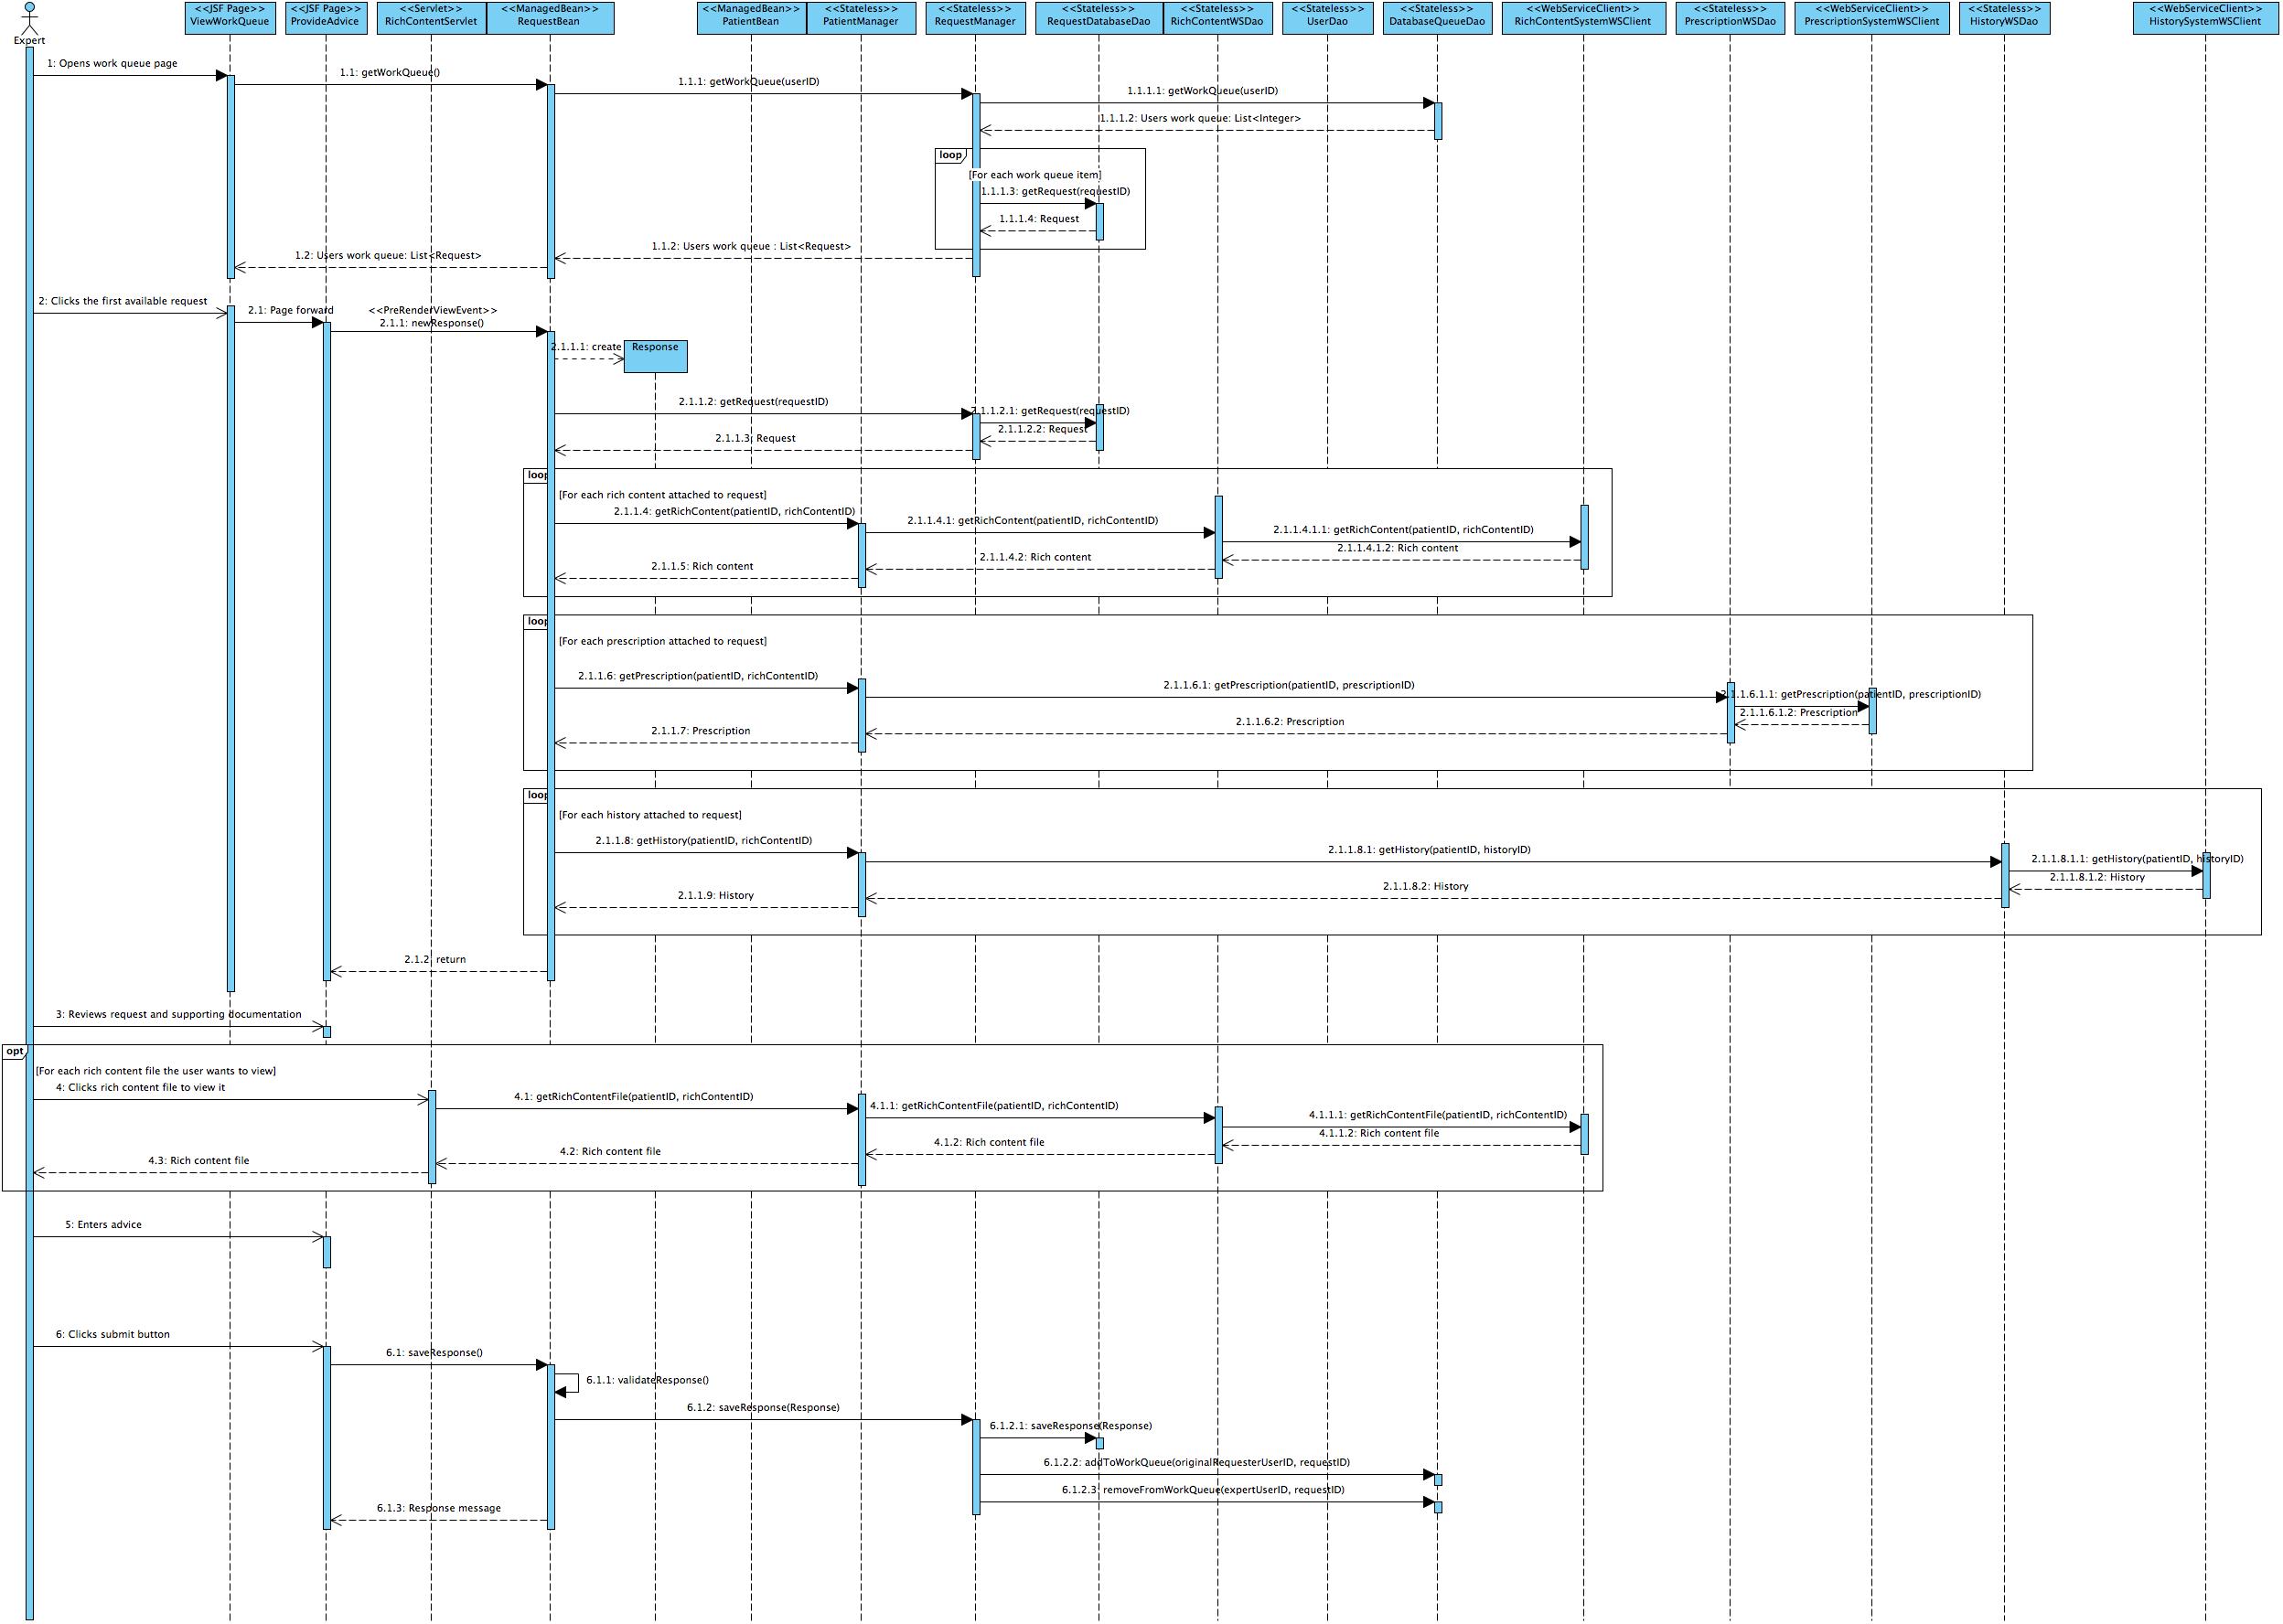 <<JSF Page>>
ViewWorkQueue
<<JSF Page>>
ProvideAdvice
<<Servlet>>
RichContentServlet
<<ManagedBean>>
RequestBean
<<ManagedBean>>
PatientBean
<<Stateless>>
PatientManager
<<Stateless>>
RequestManager
<<Stateless>>
RequestDatabaseDao
<<Stateless>>
RichContentWSDao
<<Stateless>>
UserDao
<<Stateless>>
DatabaseQueueDao
<<WebServiceClient>>
RichContentSystemWSClient
<<Stateless>>
PrescriptionWSDao
<<WebServiceClient>>
PrescriptionSystemWSClient
<<Stateless>>
HistoryWSDao
<<WebServiceClient>>
HistorySystemWSClient
Expert
1: Opens work queue page
1.1: getWorkQueue()
1.1.1: getWorkQueue(userID)
1.1.1.1: getWorkQueue(userID)
1.1.1.2: Users work queue: List<Integer>
loop
[For each work queue item]
1.1.1.3: getRequest(requestID)
1.1.1.4: Request
1.1.2: Users work queue : List<Request>
1.2: Users work queue: List<Request>
2: Clicks the first available request
2.1: Page forward
<<PreRenderViewEvent>>
2.1.1: newResponse()
2.1.1.1: create
Response
2.1.1.2: getRequest(requestID)
2.1.1.2.1: getRequest(requestID)
2.1.1.2.2: Request
2.1.1.3: Request
loop
[For each rich content attached to request]
2.1.1.4: getRichContent(patientID, richContentID)
2.1.1.4.1: getRichContent(patientID, richContentID)
2.1.1.4.1.1: getRichContent(patientID, richContentID)
2.1.1.4.1.2: Rich content
2.1.1.4.2: Rich content
2.1.1.5: Rich content
loop
[For each prescription attached to request]
2.1.1.6: getPrescription(patientID, richContentID)
2.1.1.6.1: getPrescription(patientID, prescriptionID)
2.1.1.6.1.1: getPrescription(patientID, prescriptionID)
2.1.1.6.1.2: Prescription
2.1.1.6.2: Prescription
2.1.1.7: Prescription
loop
[For each history attached to request]
2.1.1.8: getHistory(patientID, richContentID)
2.1.1.8.1: getHistory(patientID, historyID)
2.1.1.8.1.1: getHistory(patientID, historyID)
2.1.1.8.1.2: History
2.1.1.8.2: History
2.1.1.9: History
2.1.2: return
3: Reviews request and supporting documentation
opt
[For each rich content file the user wants to view]
4: Clicks rich content file to view it
4.1: getRichContentFile(patientID, richContentID)
4.1.1: getRichContentFile(patientID, richContentID)
4.1.1.1: getRichContentFile(patientID, richContentID)
4.1.1.2: Rich content file
4.1.2: Rich content file
4.2: Rich content file
4.3: Rich content file
5: Enters advice
6: Clicks submit button
6.1: saveResponse()
6.1.1: validateResponse()
6.1.2: saveResponse(Response)
6.1.2.1: saveResponse(Response)
6.1.2.2: addToWorkQueue(originalRequesterUserID, requestID)
6.1.2.3: removeFromWorkQueue(expertUserID, requestID)
6.1.3: Response message